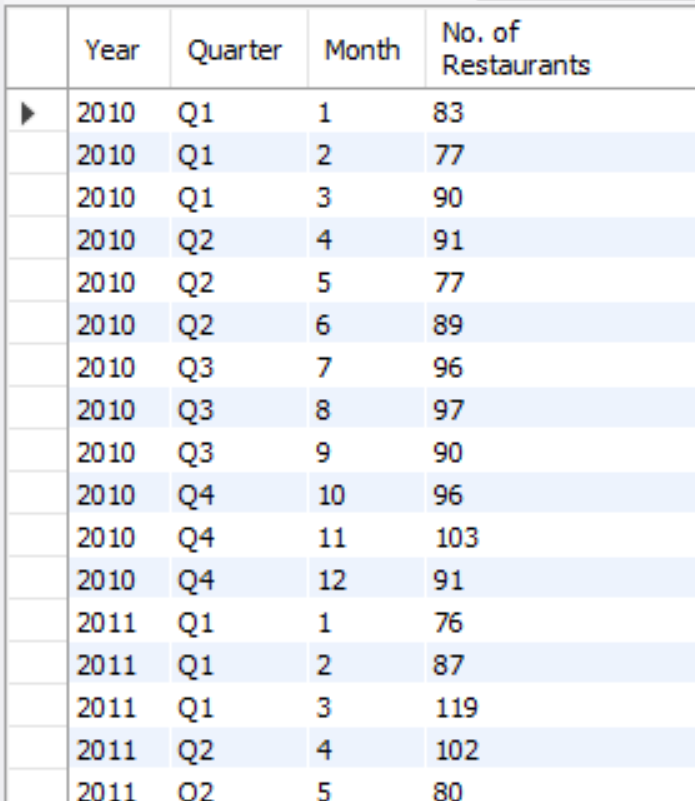 Year Quarter Month No. of Restaurants
2010 Q1 1 83
2010 Q1 2 77
2010 Q1 3 90
2010 Q2 4 91
2010 Q2 5 77
2010 Q2 6 89
2010 Q3 7 96
2010 Q3 8 97
2010 Q3 9 90
2010 Q4 10 96
2010 Q4 11 103
2010 Q4 12 91
2011 Q1 1 76
2011 Q1 2 87
2011 Q1 3 119
2011 Q2 4 102
2011 Q2 5 80